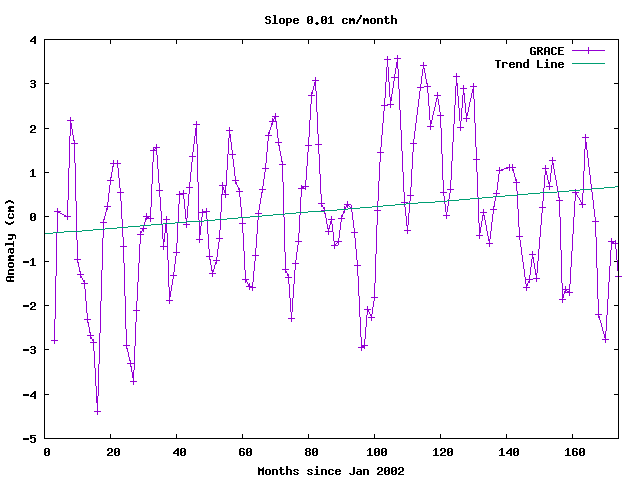 Slope 0.01 cm/month
GRACE
Trend Line
Anomaly (cm)
4
3
2
1
0
-1
-2
-3
-4
-5
0 20 40 60 80 100 120 140 160
Months since Jan 2002